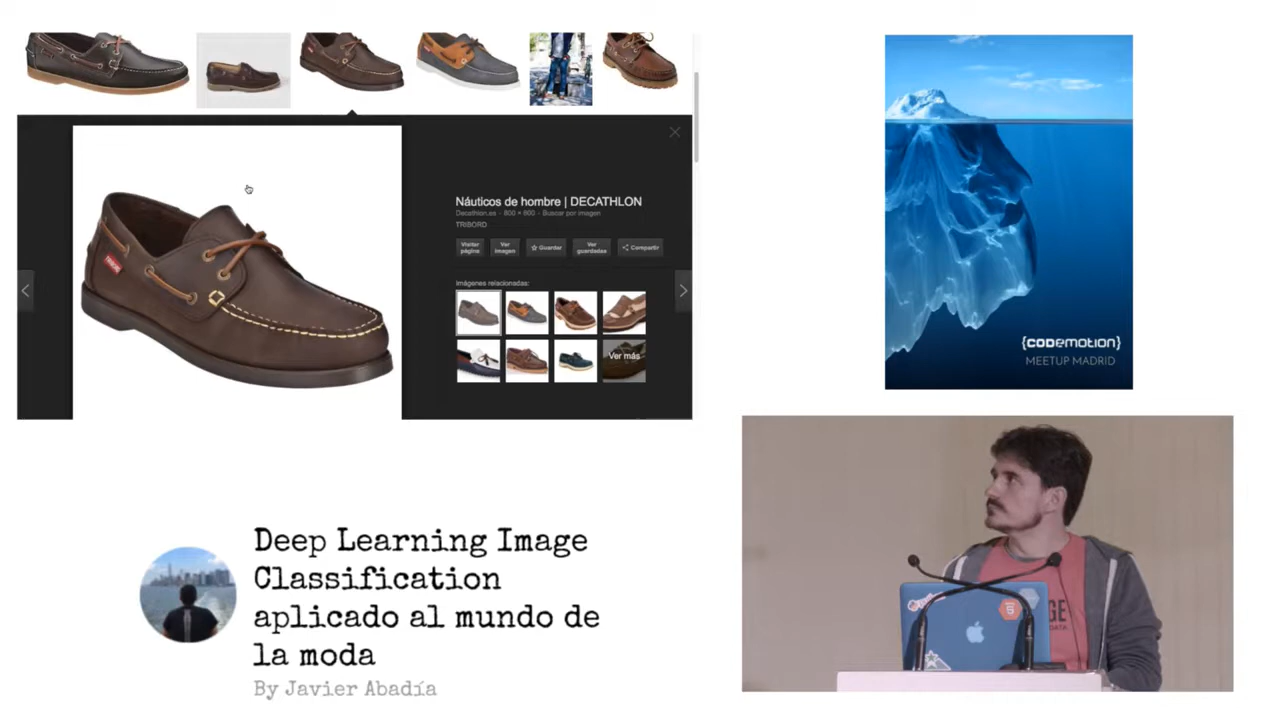 Náuticos de hombre | DECATHLON
Decathlon.es - 800 × 800 - Buscar por imagen
TRIBORD
Visitar
página
Ver
imagen
Guardar
Ver
guardadas
Compartir
Imágenes relacionadas:
Ver más
{CODemotion}
MEETUP MADRID
Deep Learning Image
Classification
aplicado al mundo de
la moda
By Javier Abadía
5
DATA